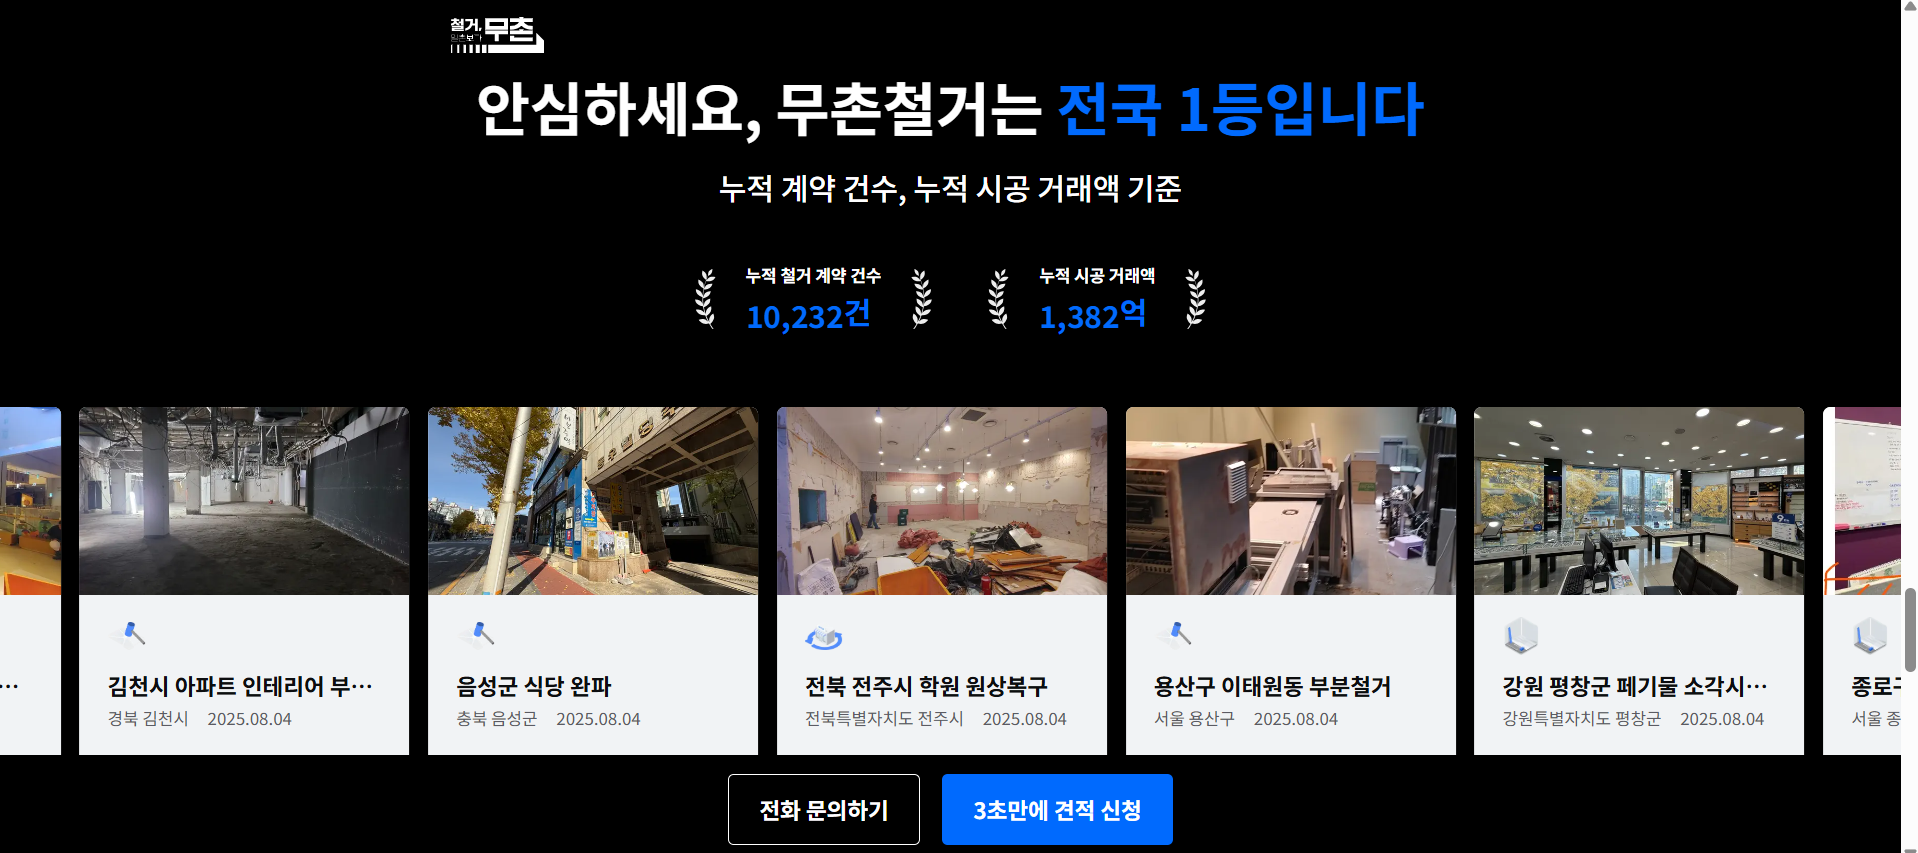 철거, 무촌
안심하세요, 무촌철거는 전국 1등입니다
누적 계약 건수, 누적 시공 거래액 기준
누적 철거 계약 건수
10,232건
누적 시공 거래액
1,382억
···
김천시 아파트 인테리어 부···
경북 김천시 2025.08.04
음성군 식당 완파
충북 음성군 2025.08.04
전북 전주시 학원 원상복구
전북특별자치도 전주시 2025.08.04
용산구 이태원동 부분철거
서울 용산구 2025.08.04
강원 평창군 폐기물 소각시···
강원특별자치도 평창군 2025.08.04
종로구
서울 종
전화 문의하기
3초만에 견적 신청